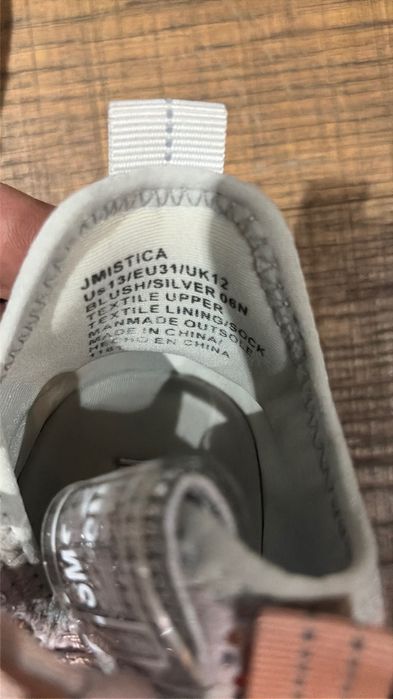 JMISTICA
US13/EU31/UK12
BLUSH/SILVER 06N
TEXTILE UPPER
TEXTILE LINING/SOCK
MANMADE OUTSOLE
MADE IN CHINA/
HECHO EN CHINA